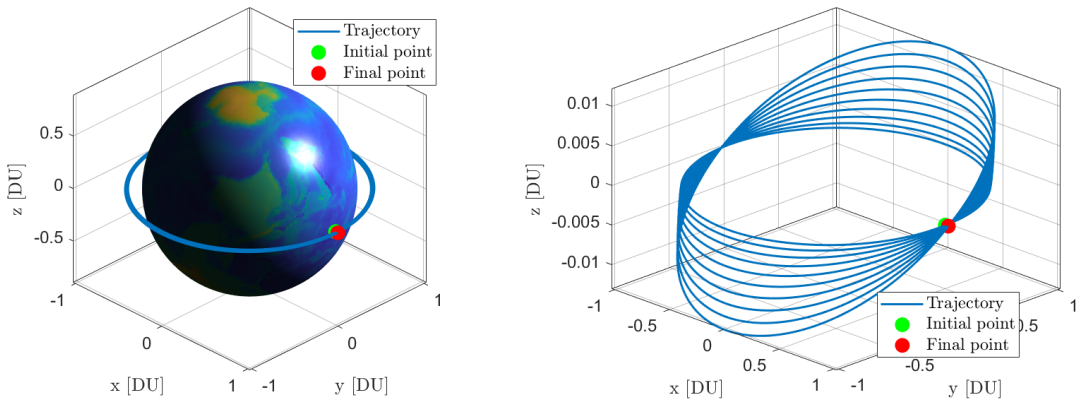 Trajectory
Initial point
Final point
z [DU]
0.5
0
-0.5
-1
0
1
x [DU]
-1
0
1
y [DU]
z [DU]
0.01
0.005
0
-0.005
-0.01
-1
-0.5
0
0.5
1
x [DU]
-1
-0.5
0.5
1
y [DU]
Trajectory
Initial point
Final point